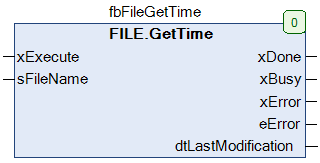 fbFileGetTime
0
FILE.GetTime
xExecute xDone
sFileName xBusy
xError
eError
dtLastModification